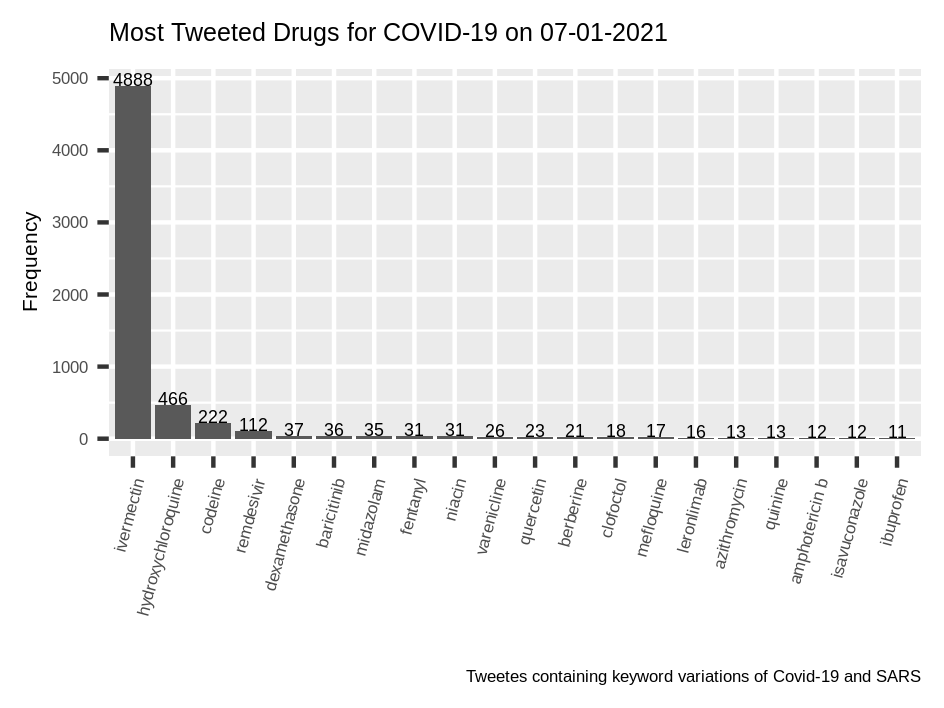 Most Tweeted Drugs for COVID-19 on 07-01-2021
Frequency
5000
4000
3000
2000
1000
0
4888
466
222
112
37
36
35
31
31
26
23
21
18
17
16
13
13
12
12
11
ivermectin
hydroxychloroquine
codeine
remdesivir
dexamethasone
baricitinib
midazolam
fentanyl
niacin
varenicline
quercetin
berberine
clofoctol
mefloquine
leronlimab
azithromycin
quinine
amphotericin b
isavuconazole
ibuprofen
Tweetes containing keyword variations of Covid-19 and SARS